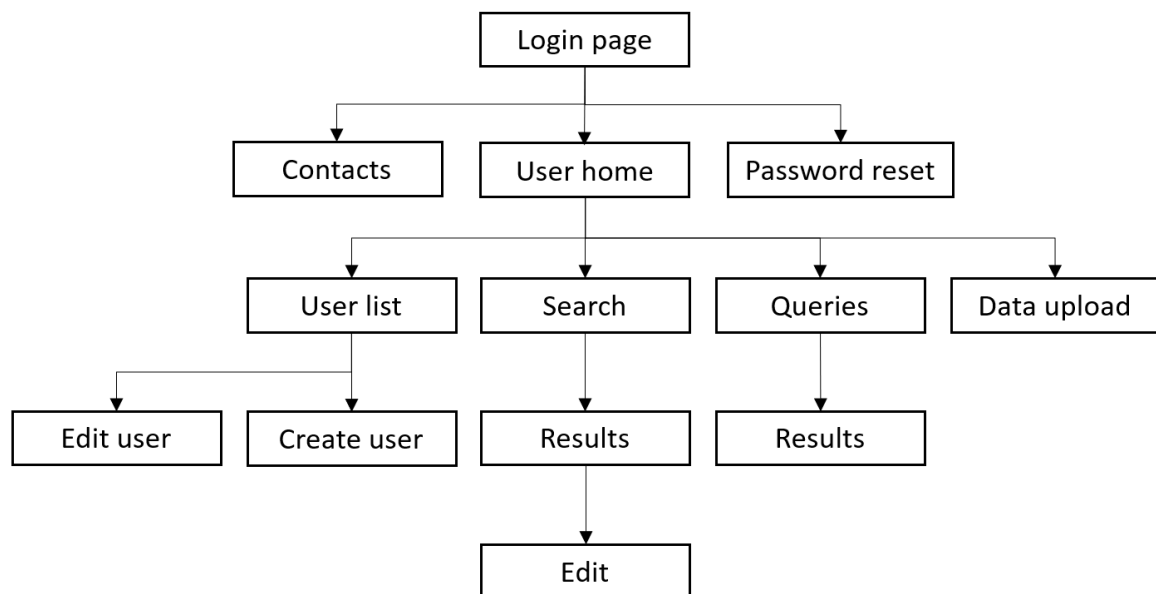 Login page
Contacts
User home
Password reset
User list
Search
Queries
Data upload
Edit user
Create user
Results
Results
Edit